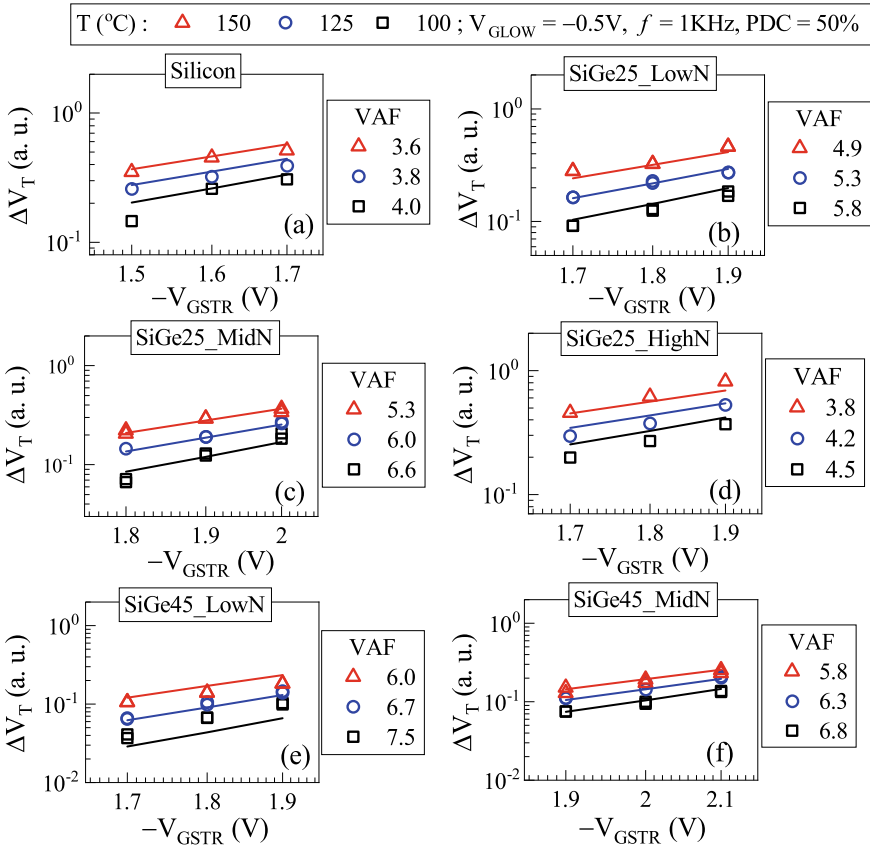 T (°C) : 150 125 100 ; V_GLOW = –0.5V, f = 1KHz, PDC = 50%
Silicon
ΔV_T (a. u.)
10^0
10^-1
1.5 1.6 1.7
–V_GSTR (V)
(a)
VAF
3.6
3.8
4.0
SiGe25_LowN
ΔV_T (a. u.)
10^0
10^-1
1.7 1.8 1.9
–V_GSTR (V)
(b)
VAF
4.9
5.3
5.8
SiGe25_MidN
ΔV_T (a. u.)
10^0
10^-1
1.8 1.9 2
–V_GSTR (V)
(c)
VAF
5.3
6.0
6.6
SiGe25_HighN
ΔV_T (a. u.)
10^0
10^-1
1.7 1.8 1.9
–V_GSTR (V)
(d)
VAF
3.8
4.2
4.5
SiGe45_LowN
ΔV_T (a. u.)
10^0
10^-1
10^-2
1.7 1.8 1.9
–V_GSTR (V)
(e)
VAF
6.0
6.7
7.5
SiGe45_MidN
ΔV_T (a. u.)
10^0
10^-1
10^-2
1.9 2 2.1
–V_GSTR (V)
(f)
VAF
5.8
6.3
6.8